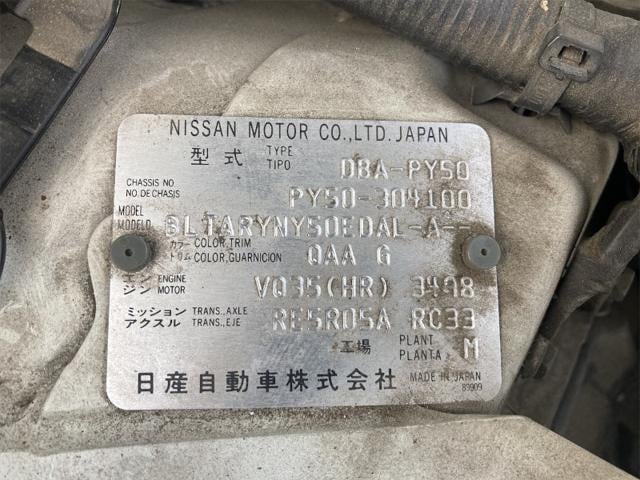 NISSAN MOTOR CO.,LTD. JAPAN
型式 TYPE TIPO DBA-PY50
CHASSIS NO NO. DE CHASIS PY50-304100
MODEL MODELO BLTARYNY50EDAL-A--
カラー COLOR,TRIM トリム COLOR,GUARNICION QAA G
ジン ENGINE MOTOR VQ35(HR) 3498
ミッション TRANS.,AXLE アクスル TRANS.,EJE RE5R05A RC33
工場 PLANT PLANTA M
日産自動車株式会社 MADE IN JAPAN
83909